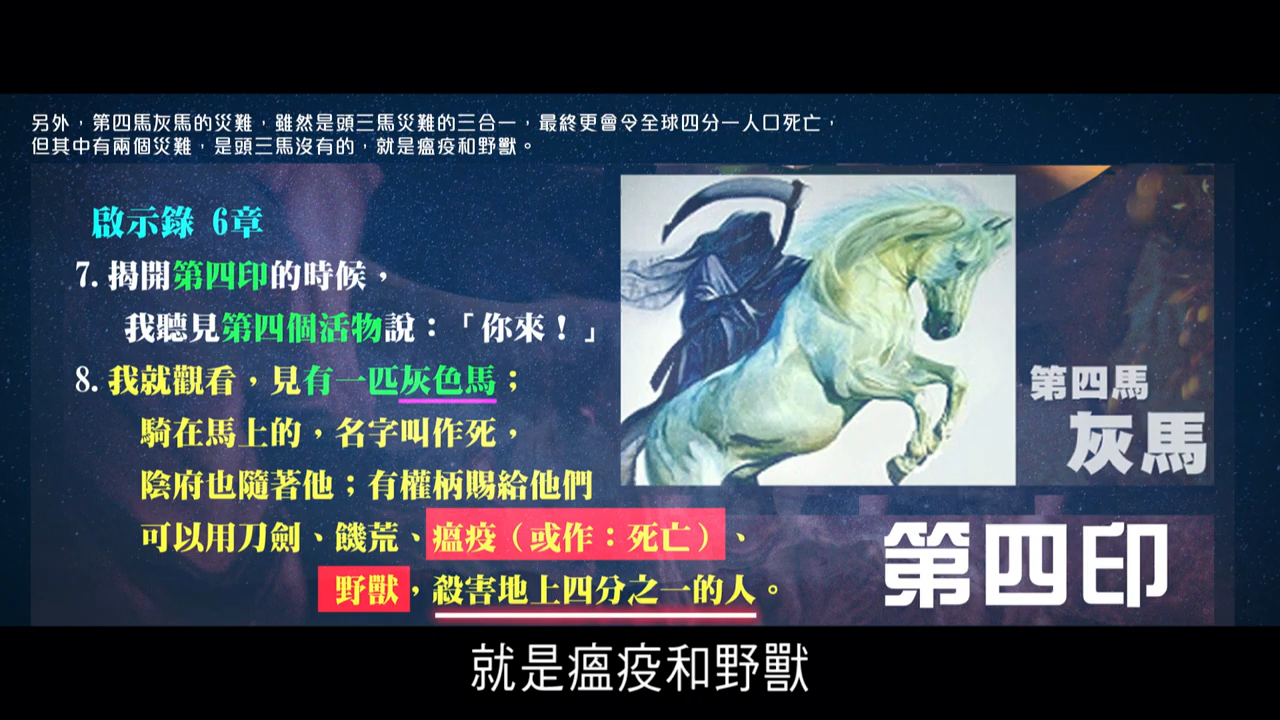 另外，第四馬灰馬的災難，雖然是頭三馬災難的三合一，最終更會令全球四分一人口死亡，
但其中有兩個災難，是頭三馬沒有的，就是瘟疫和野獸。
啟示錄 6章
7. 揭開第四印的時候，
我聽見第四個活物說：「你來！」
8. 我就觀看，見有一匹灰色馬；
騎在馬上的，名字叫作死，
陰府也隨著他；有權柄賜給他們
可以用刀劍、饑荒、瘟疫（或作：死亡）、
野獸，殺害地上四分之一的人。
第四馬
灰馬
第四印
就是瘟疫和野獸